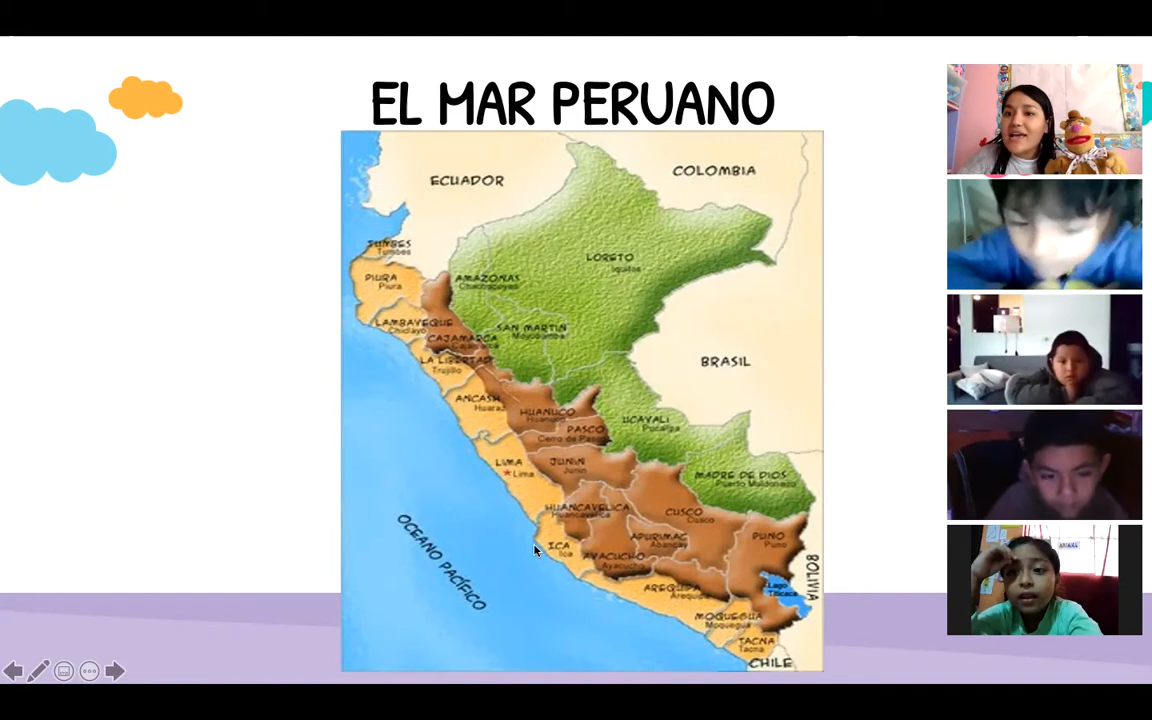 EL MAR PERUANO
ECUADOR
COLOMBIA
TUMBES
Tumbes
LORETO
Iquitos
PIURA
Piura
AMAZONAS
Chachapoyas
LAMBAYEQUE
Chiclayo
SAN MARTIN
Moyobamba
CAJAMARCA
Cajamarca
LA LIBERTAD
Trujillo
BRASIL
ANCASH
Huaraz
HUANUCO
Huanuco
UCAYALI
Pucallpa
PASCO
Cerro de Pasco
LIMA
Lima
JUNIN
Junin
MADRE DE DIOS
Puerto Maldonado
HUANCAVELICA
Huancavelica
CUSCO
Cusco
OCEANO PACÍFICO
ICA
Ica
APURIMAC
Abancay
PUNO
Puno
AYACUCHO
Ayacucho
BOLIVIA
AREQUIPA
Arequipa
Lago
Titicaca
MOQUEGUA
Moquegua
TACNA
Tacna
CHILE